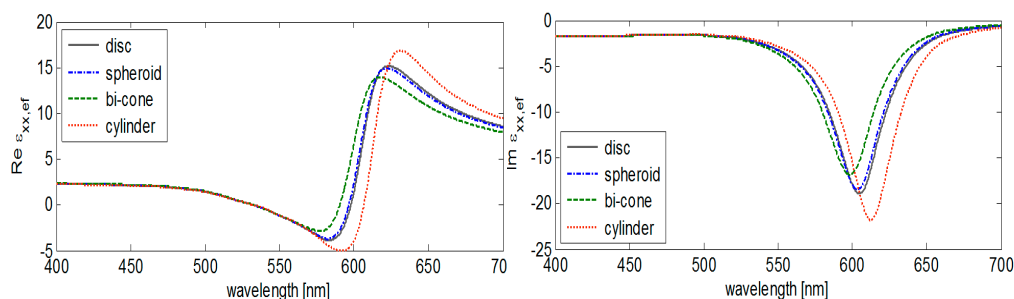 20
15
10
5
0
-5
Re ε xx,ef
disc
spheroid
bi-cone
cylinder
400 450 500 550 600 650 70
wavelength [nm]
0
-5
-10
-15
-20
-25
Im ε xx,ef
disc
spheroid
bi-cone
cylinder
400 450 500 550 600 650 700
wavelength [nm]